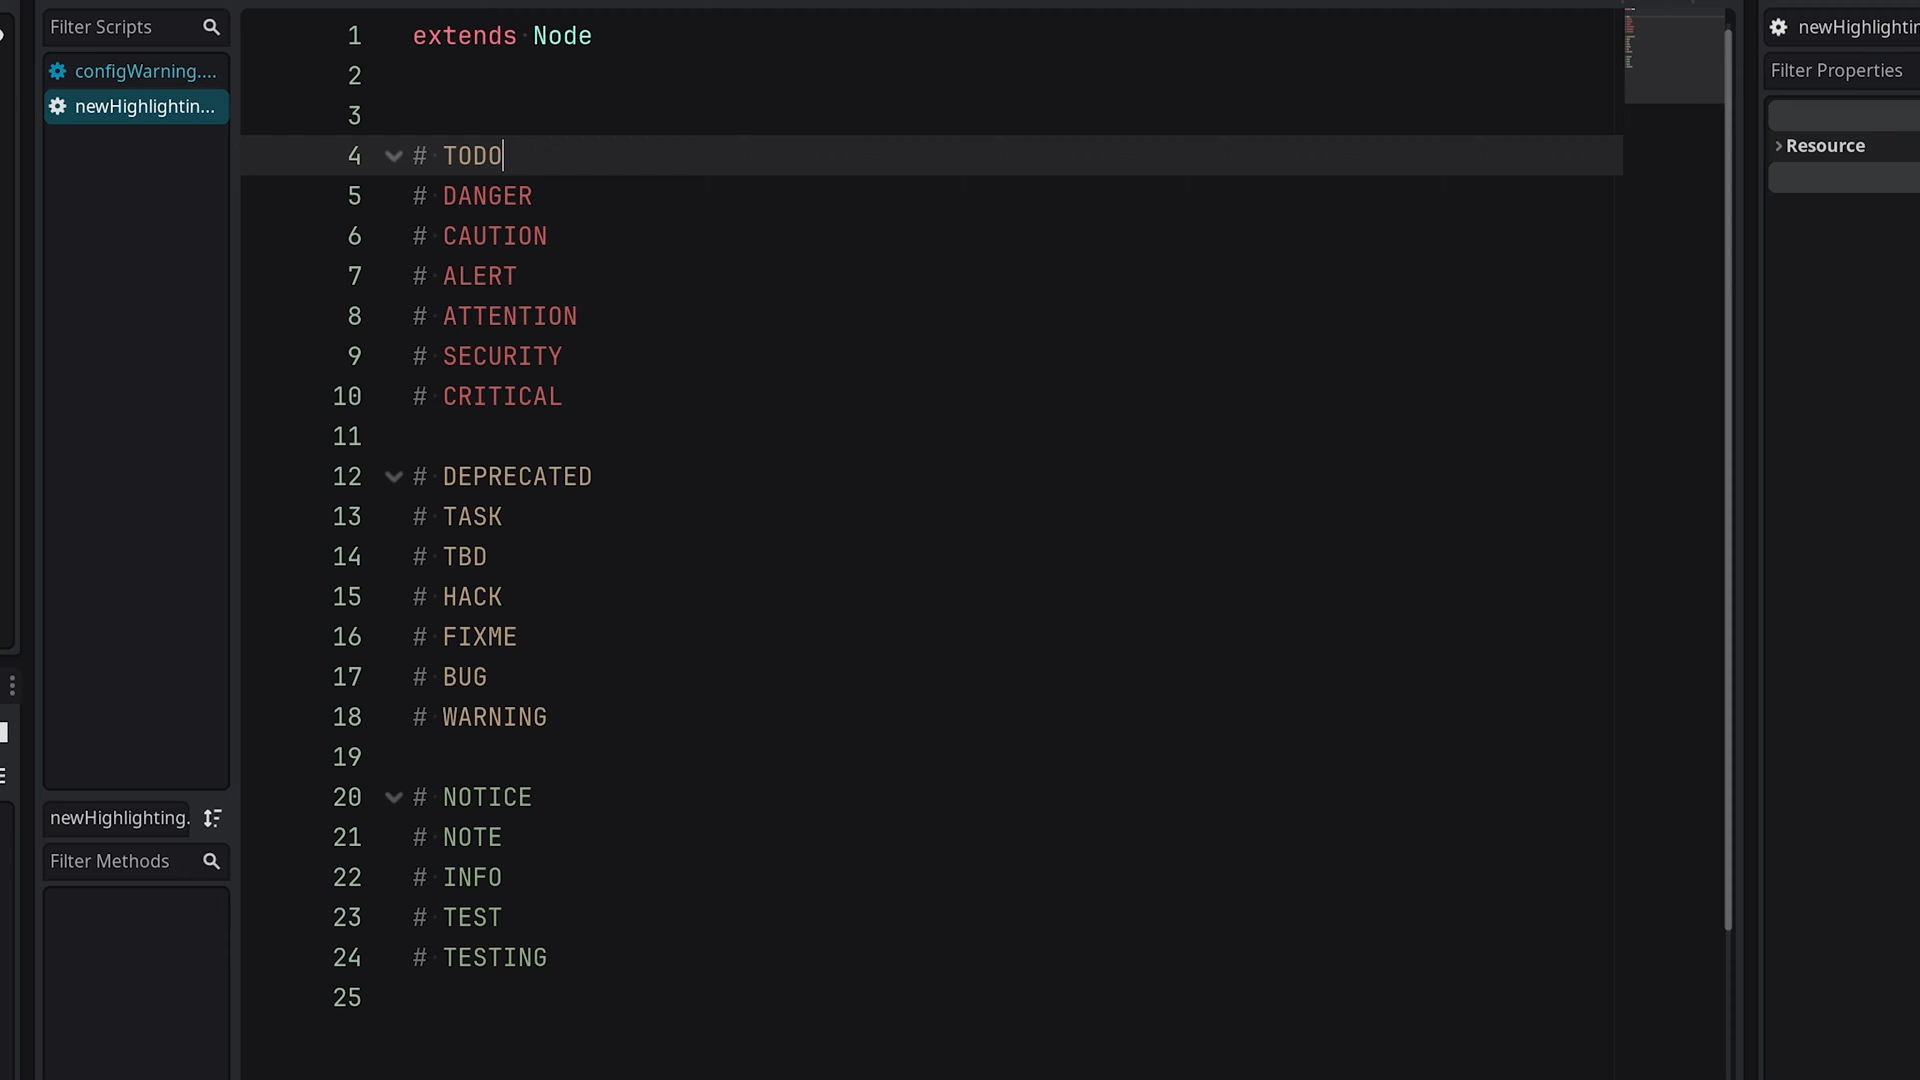 Filter Scripts
configWarning....
newHighlightin...
1 extends Node
2
3
4 # TODO
5 # DANGER
6 # CAUTION
7 # ALERT
8 # ATTENTION
9 # SECURITY
10 # CRITICAL
11
12 # DEPRECATED
13 # TASK
14 # TBD
15 # HACK
16 # FIXME
17 # BUG
18 # WARNING
19
20 # NOTICE
21 # NOTE
22 # INFO
23 # TEST
24 # TESTING
25
newHighlighting.
Filter Methods
newHighlightin
Filter Properties
Resource